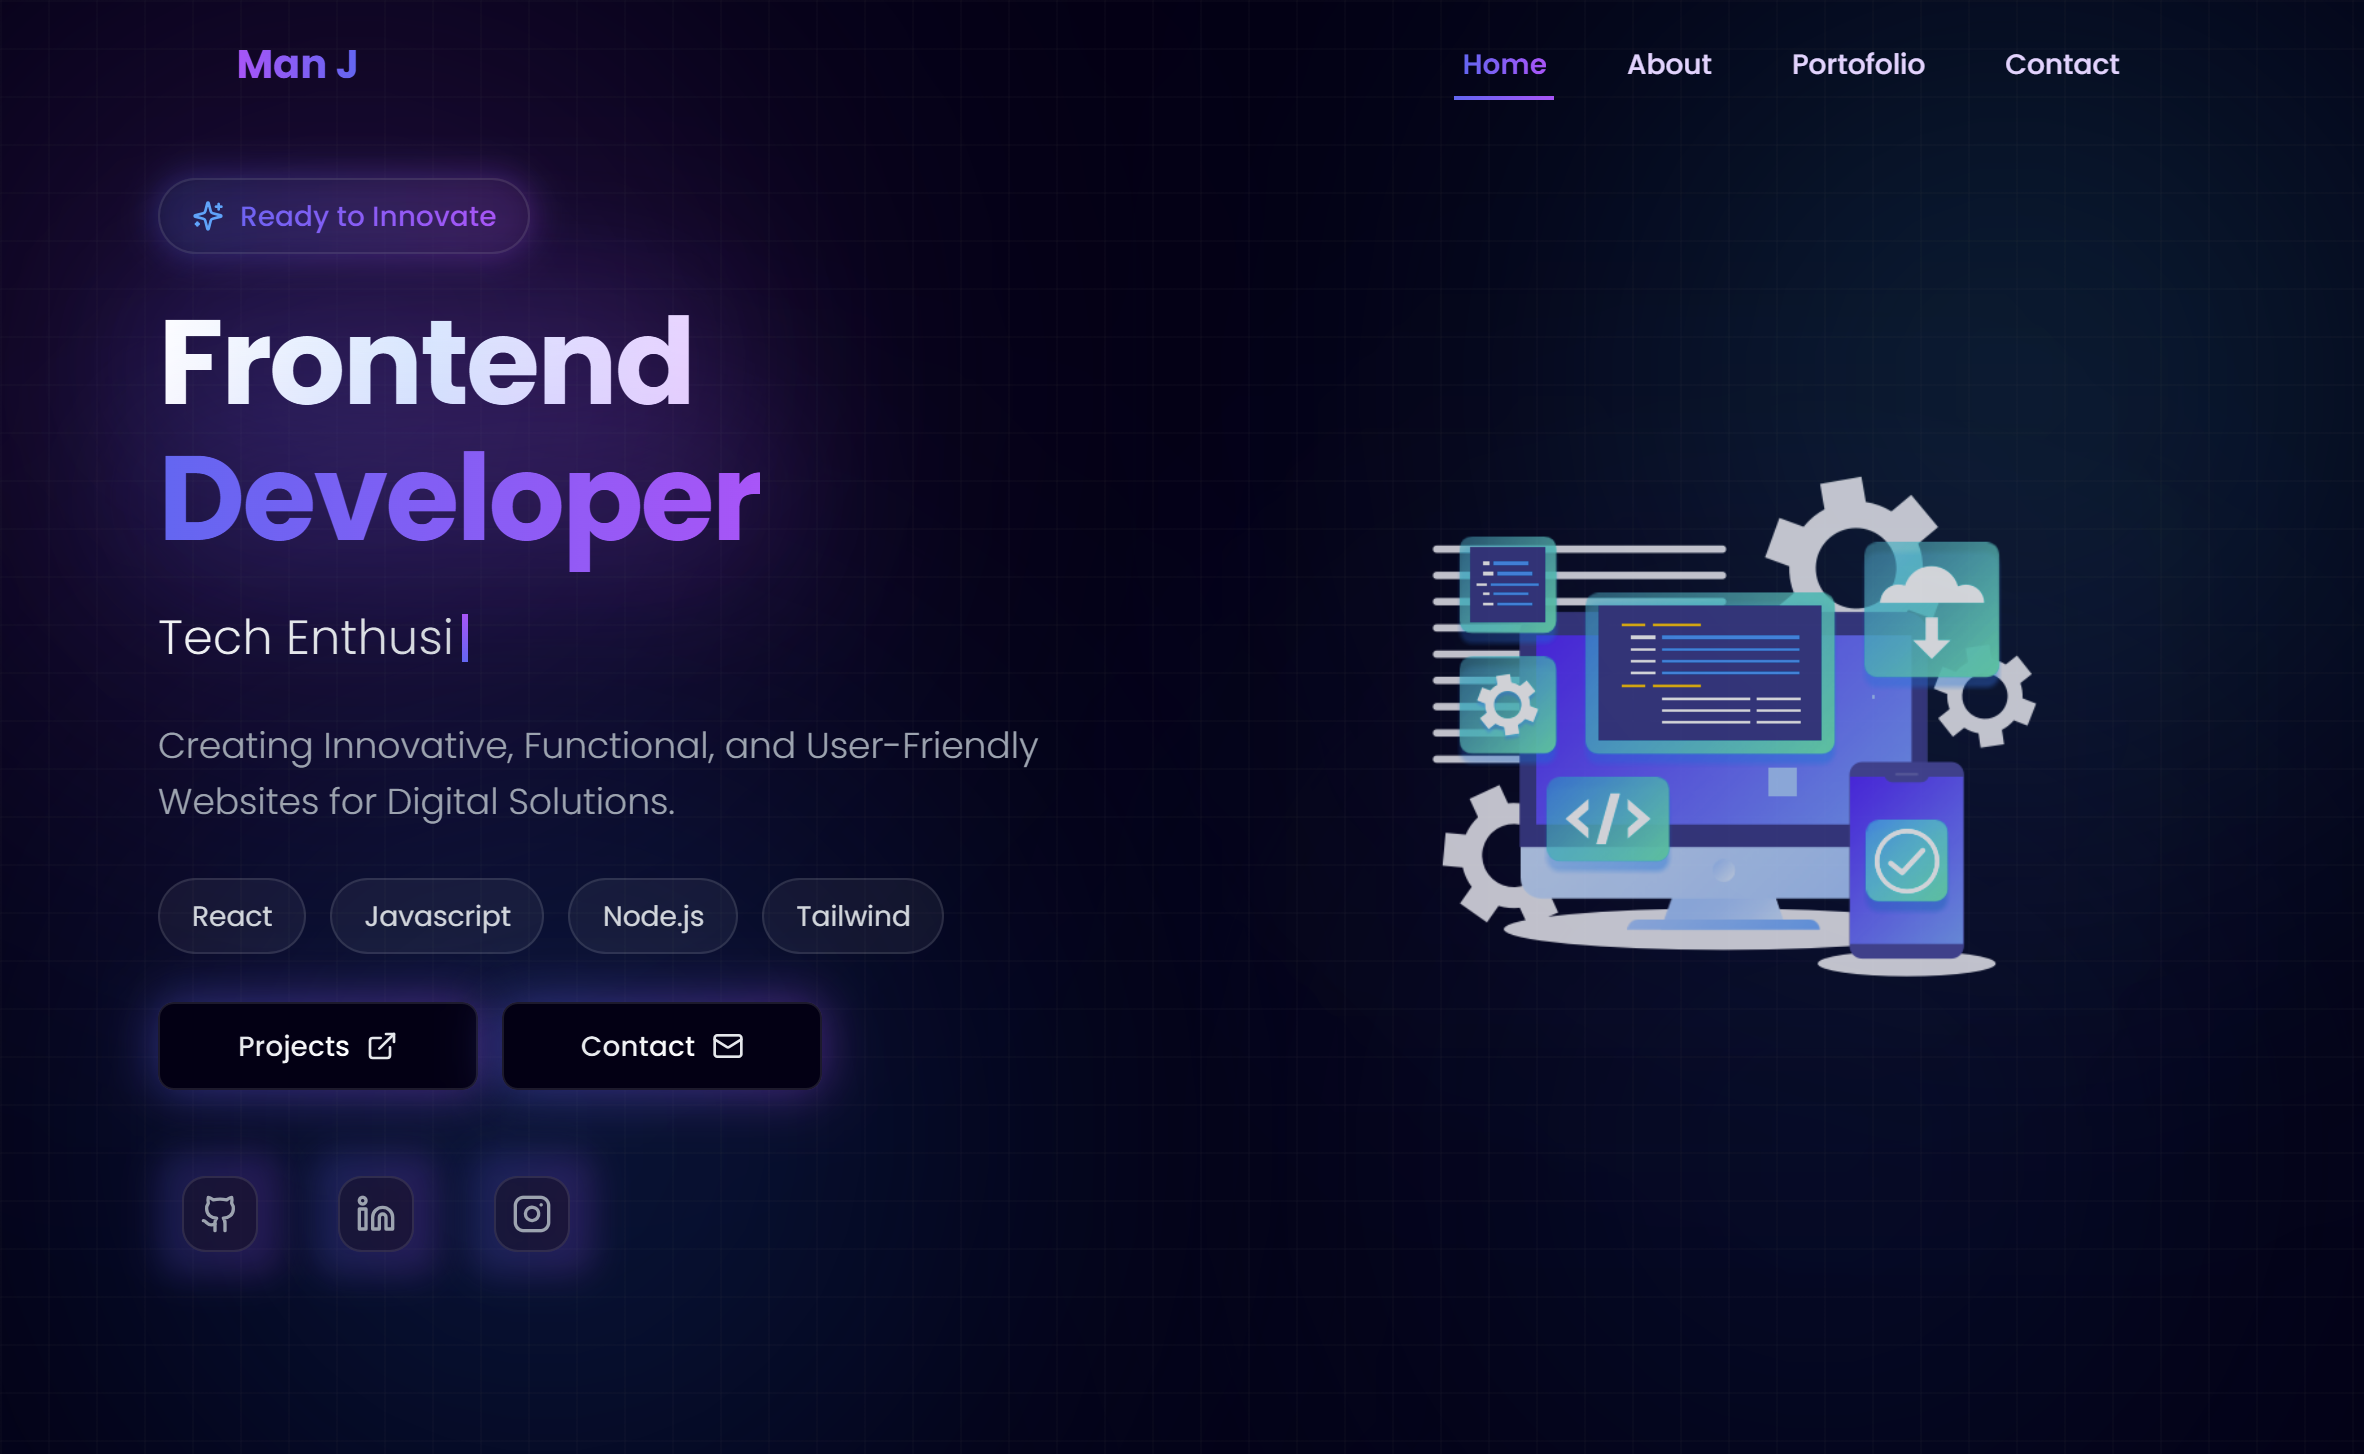 Man J
Home About Portofolio Contact
Ready to Innovate
Frontend
Developer
Tech Enthusi
Creating Innovative, Functional, and User-Friendly
Websites for Digital Solutions.
React Javascript Node.js Tailwind
Projects Contact